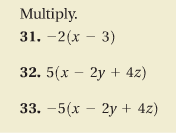 Multiply.
31. −2(x − 3)
32. 5(x − 2y + 4z)
33. −5(x − 2y + 4z)